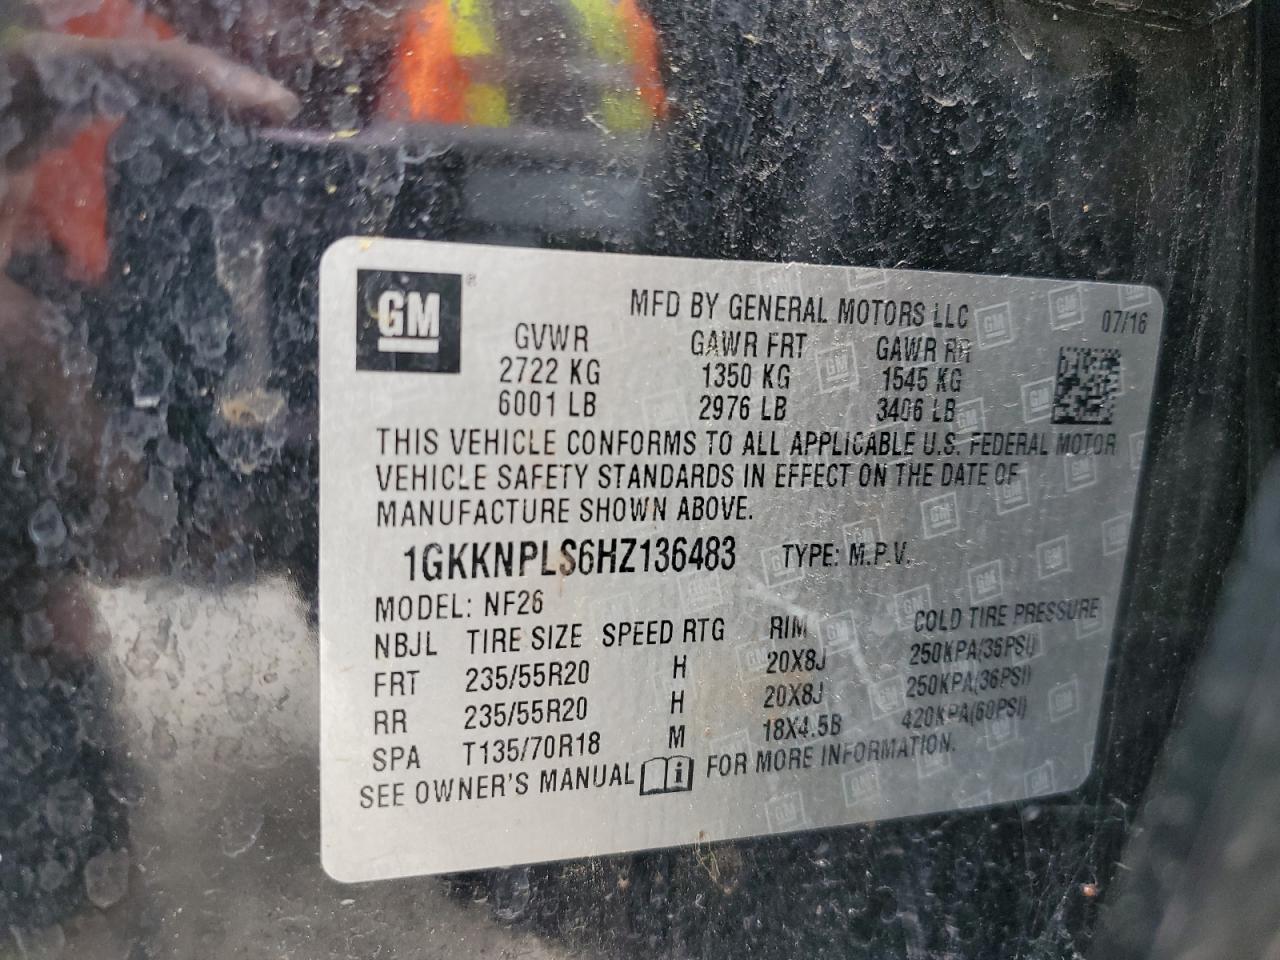 GM ®
MFD BY GENERAL MOTORS LLC 07/16
GVWR GAWR FRT GAWR RR
2722 KG 1350 KG 1545 KG
6001 LB 2976 LB 3406 LB
THIS VEHICLE CONFORMS TO ALL APPLICABLE U.S. FEDERAL MOTOR
VEHICLE SAFETY STANDARDS IN EFFECT ON THE DATE OF
MANUFACTURE SHOWN ABOVE.
1GKKNPLS6HZ136483 TYPE: M.P.V.
MODEL: NF26
NBJL TIRE SIZE SPEED RTG RIM COLD TIRE PRESSURE
FRT 235/55R20 H 20X8J 250KPA(36PSI)
RR 235/55R20 H 20X8J 250KPA(36PSI)
SPA T135/70R18 M 18X4.5B 420KPA(60PSI)
SEE OWNER'S MANUAL FOR MORE INFORMATION.